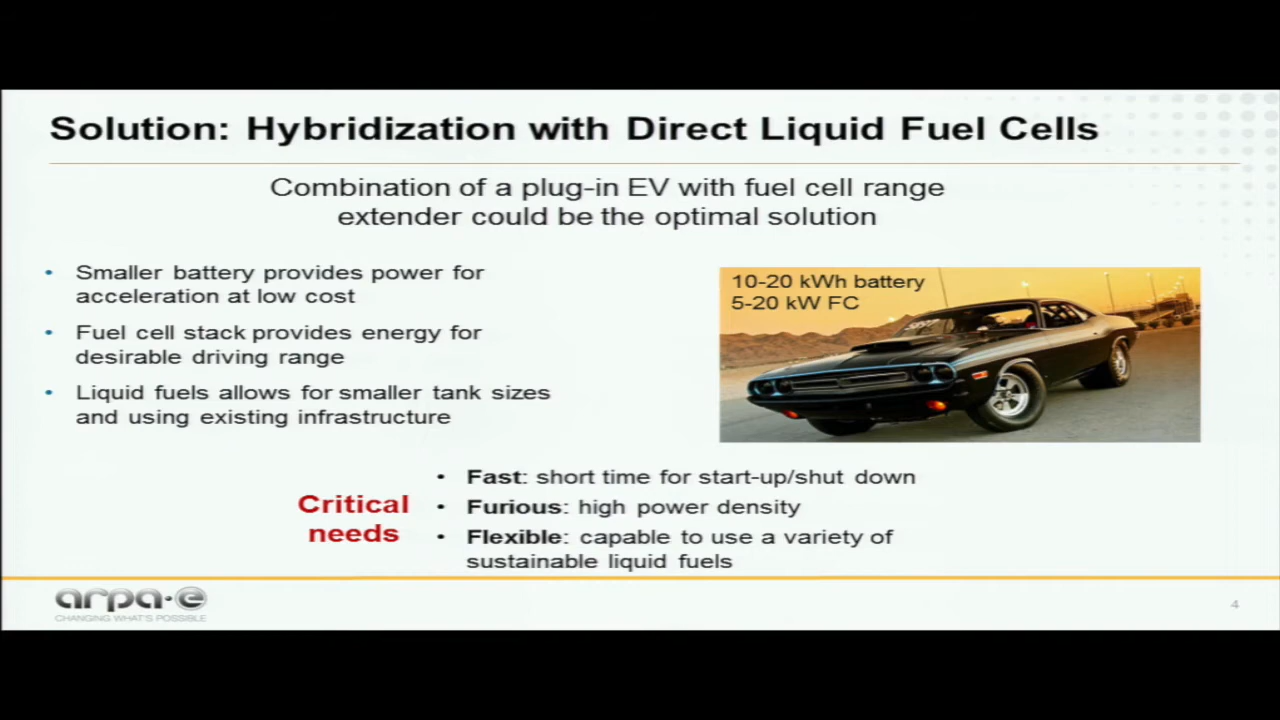 Solution: Hybridization with Direct Liquid Fuel Cells
Combination of a plug-in EV with fuel cell range
extender could be the optimal solution
• Smaller battery provides power for
acceleration at low cost
• Fuel cell stack provides energy for
desirable driving range
• Liquid fuels allows for smaller tank sizes
and using existing infrastructure
10-20 kWh battery
5-20 kW FC
Critical
needs
• Fast: short time for start-up/shut down
• Furious: high power density
• Flexible: capable to use a variety of
sustainable liquid fuels
arpa·e
CHANGING WHAT'S POSSIBLE
4